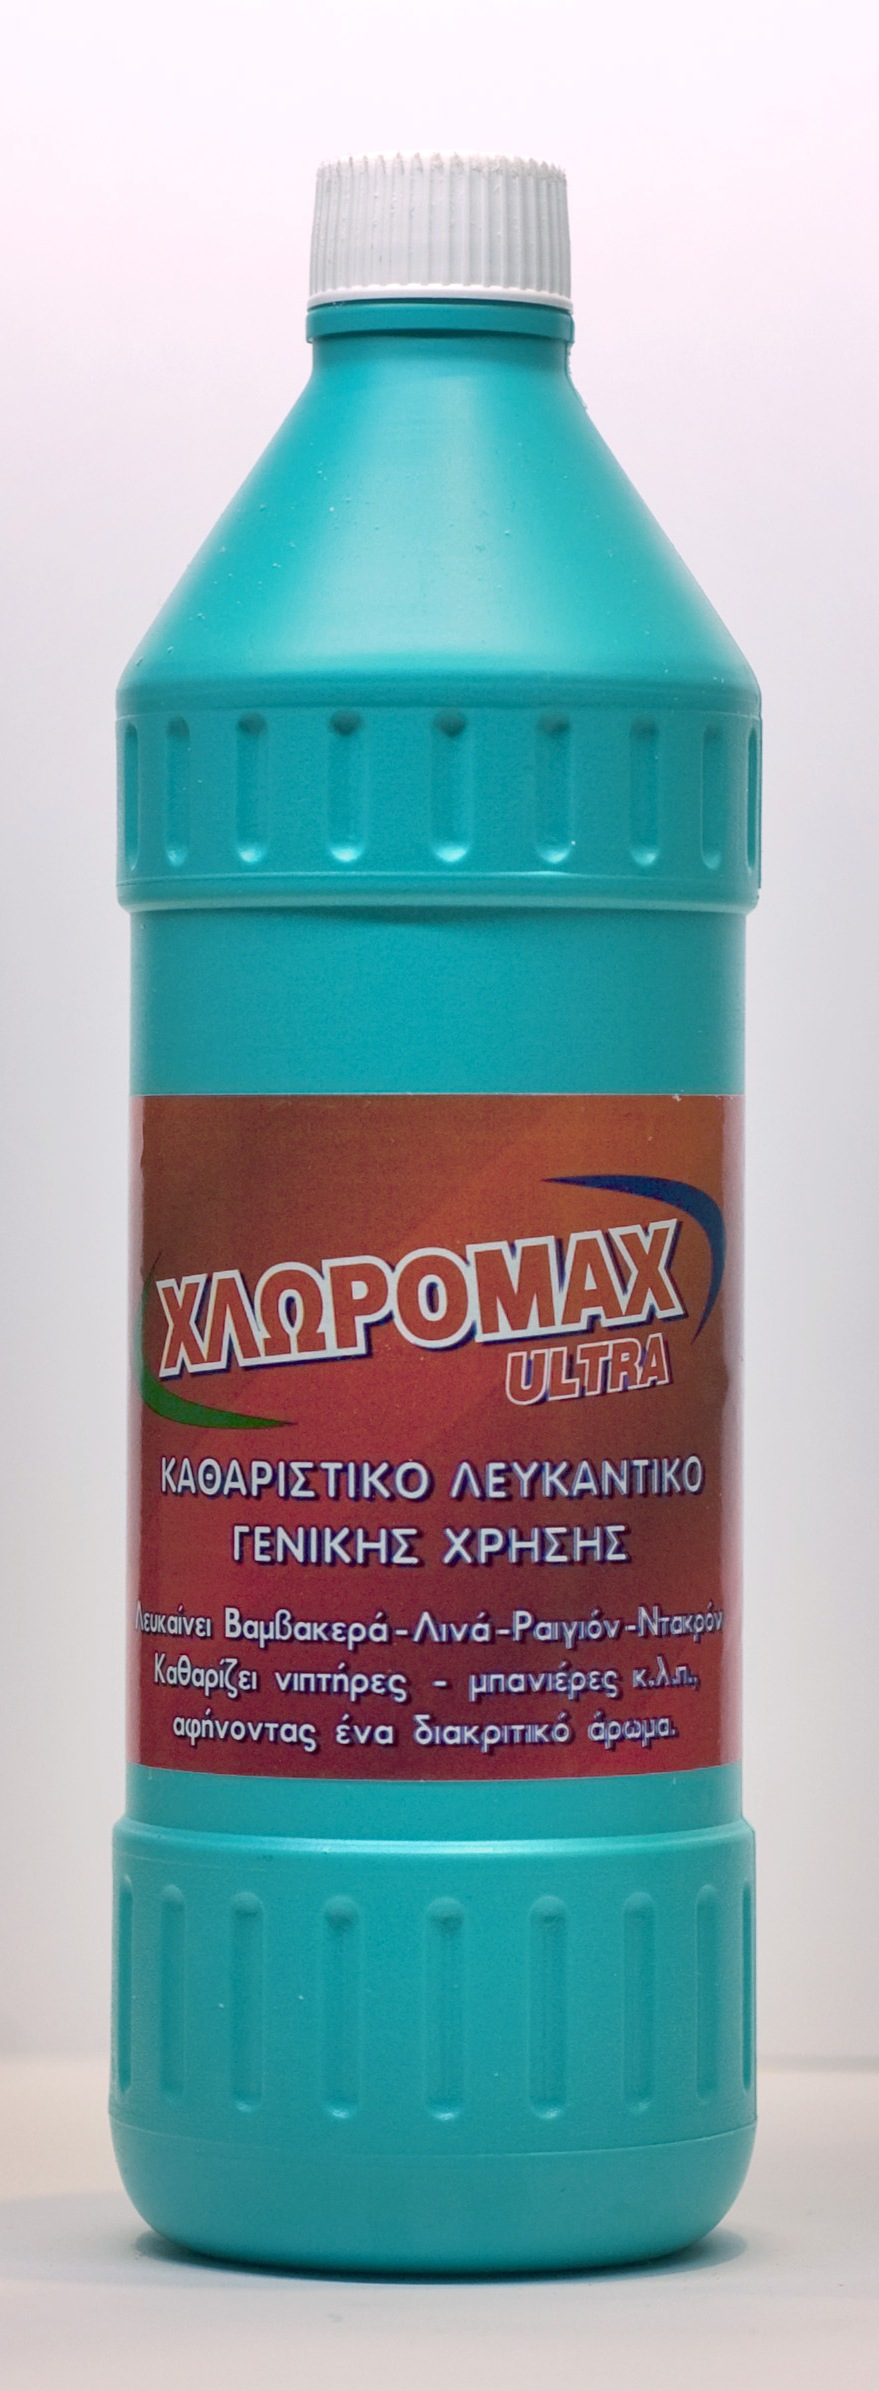 ΧΛΩΡΟΜΑΧ
ULTRA
ΚΑΘΑΡΙΣΤΙΚΟ ΛΕΥΚΑΝΤΙΚΟ
ΓΕΝΙΚΗΣ ΧΡΗΣΗΣ
Λευκαίνει Βαμβακερά-Λινά-Ραιγιόν-Ντακρόν
Καθαρίζει νιπτήρες - μπανιέρες κ.λ.π.,
αφήνοντας ένα διακριτικό άρωμα.